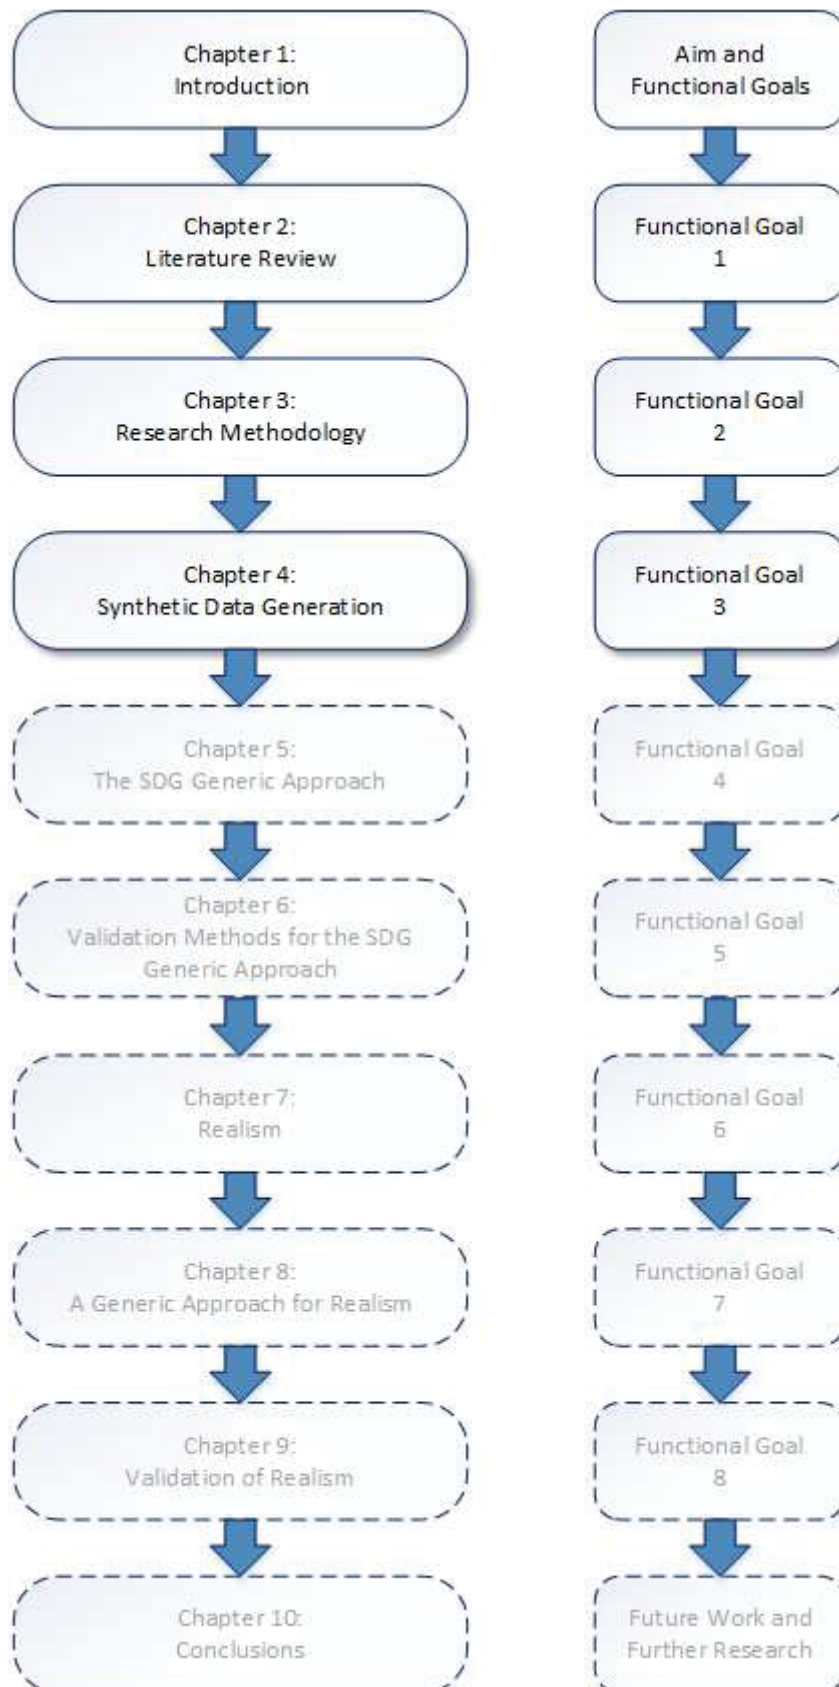 Chapter 1:
Introduction
Aim and
Functional Goals
Chapter 2:
Literature Review
Functional Goal
1
Chapter 3:
Research Methodology
Functional Goal
2
Chapter 4:
Synthetic Data Generation
Functional Goal
3
Chapter 5:
The SDG Generic Approach
Functional Goal
4
Chapter 6:
Validation Methods for the SDG
Generic Approach
Functional Goal
5
Chapter 7:
Realism
Functional Goal
6
Chapter 8:
A Generic Approach for Realism
Functional Goal
7
Chapter 9:
Validation of Realism
Functional Goal
8
Chapter 10:
Conclusions
Future Work and
Further Research